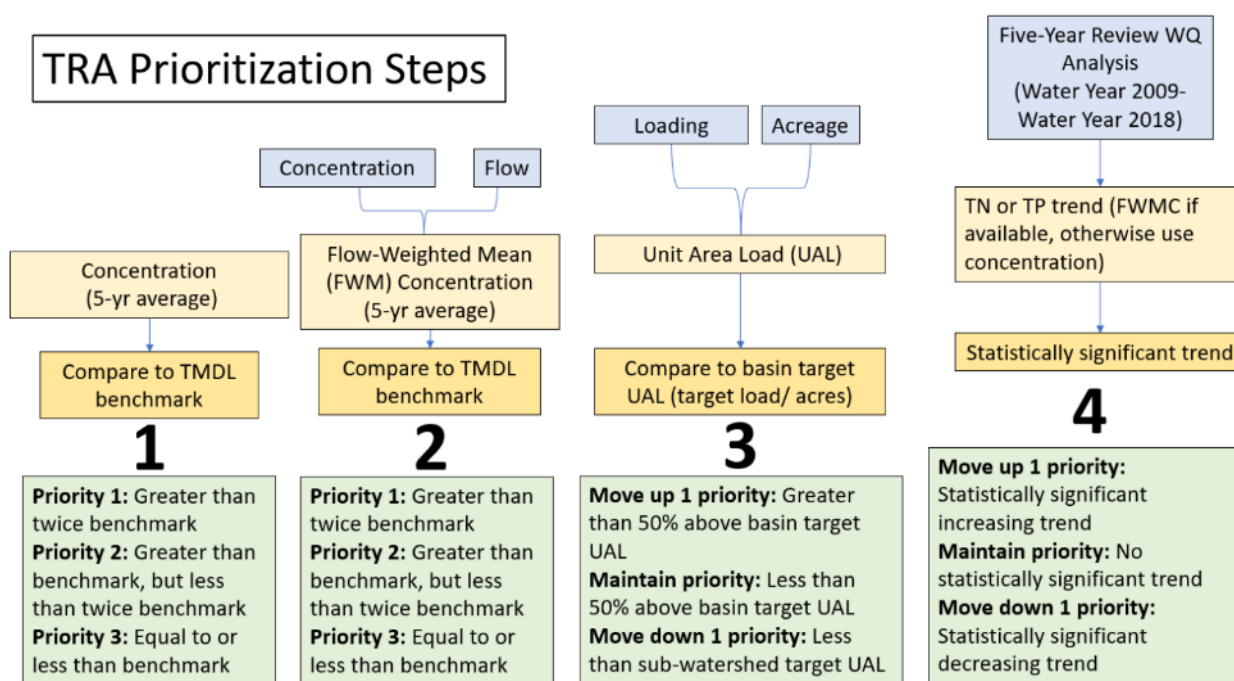 TRA Prioritization Steps
Concentration
(5-yr average)
Compare to TMDL
benchmark
1
Priority 1: Greater than
twice benchmark
Priority 2: Greater than
benchmark, but less
than twice benchmark
Priority 3: Equal to or
less than benchmark
Concentration
Flow
Flow-Weighted Mean
(FWM) Concentration
(5-yr average)
Compare to TMDL
benchmark
2
Priority 1: Greater than
twice benchmark
Priority 2: Greater than
benchmark, but less
than twice benchmark
Priority 3: Equal to or
less than benchmark
Loading
Acreage
Unit Area Load (UAL)
Compare to basin target
UAL (target load/ acres)
3
Move up 1 priority: Greater
than 50% above basin target
UAL
Maintain priority: Less than
50% above basin target UAL
Move down 1 priority: Less
than sub-watershed target UAL
Five-Year Review WQ
Analysis
(Water Year 2009-
Water Year 2018)
TN or TP trend (FWMC if
available, otherwise use
concentration)
Statistically significant trend
4
Move up 1 priority:
Statistically significant
increasing trend
Maintain priority: No
statistically significant trend
Move down 1 priority:
Statistically significant
decreasing trend